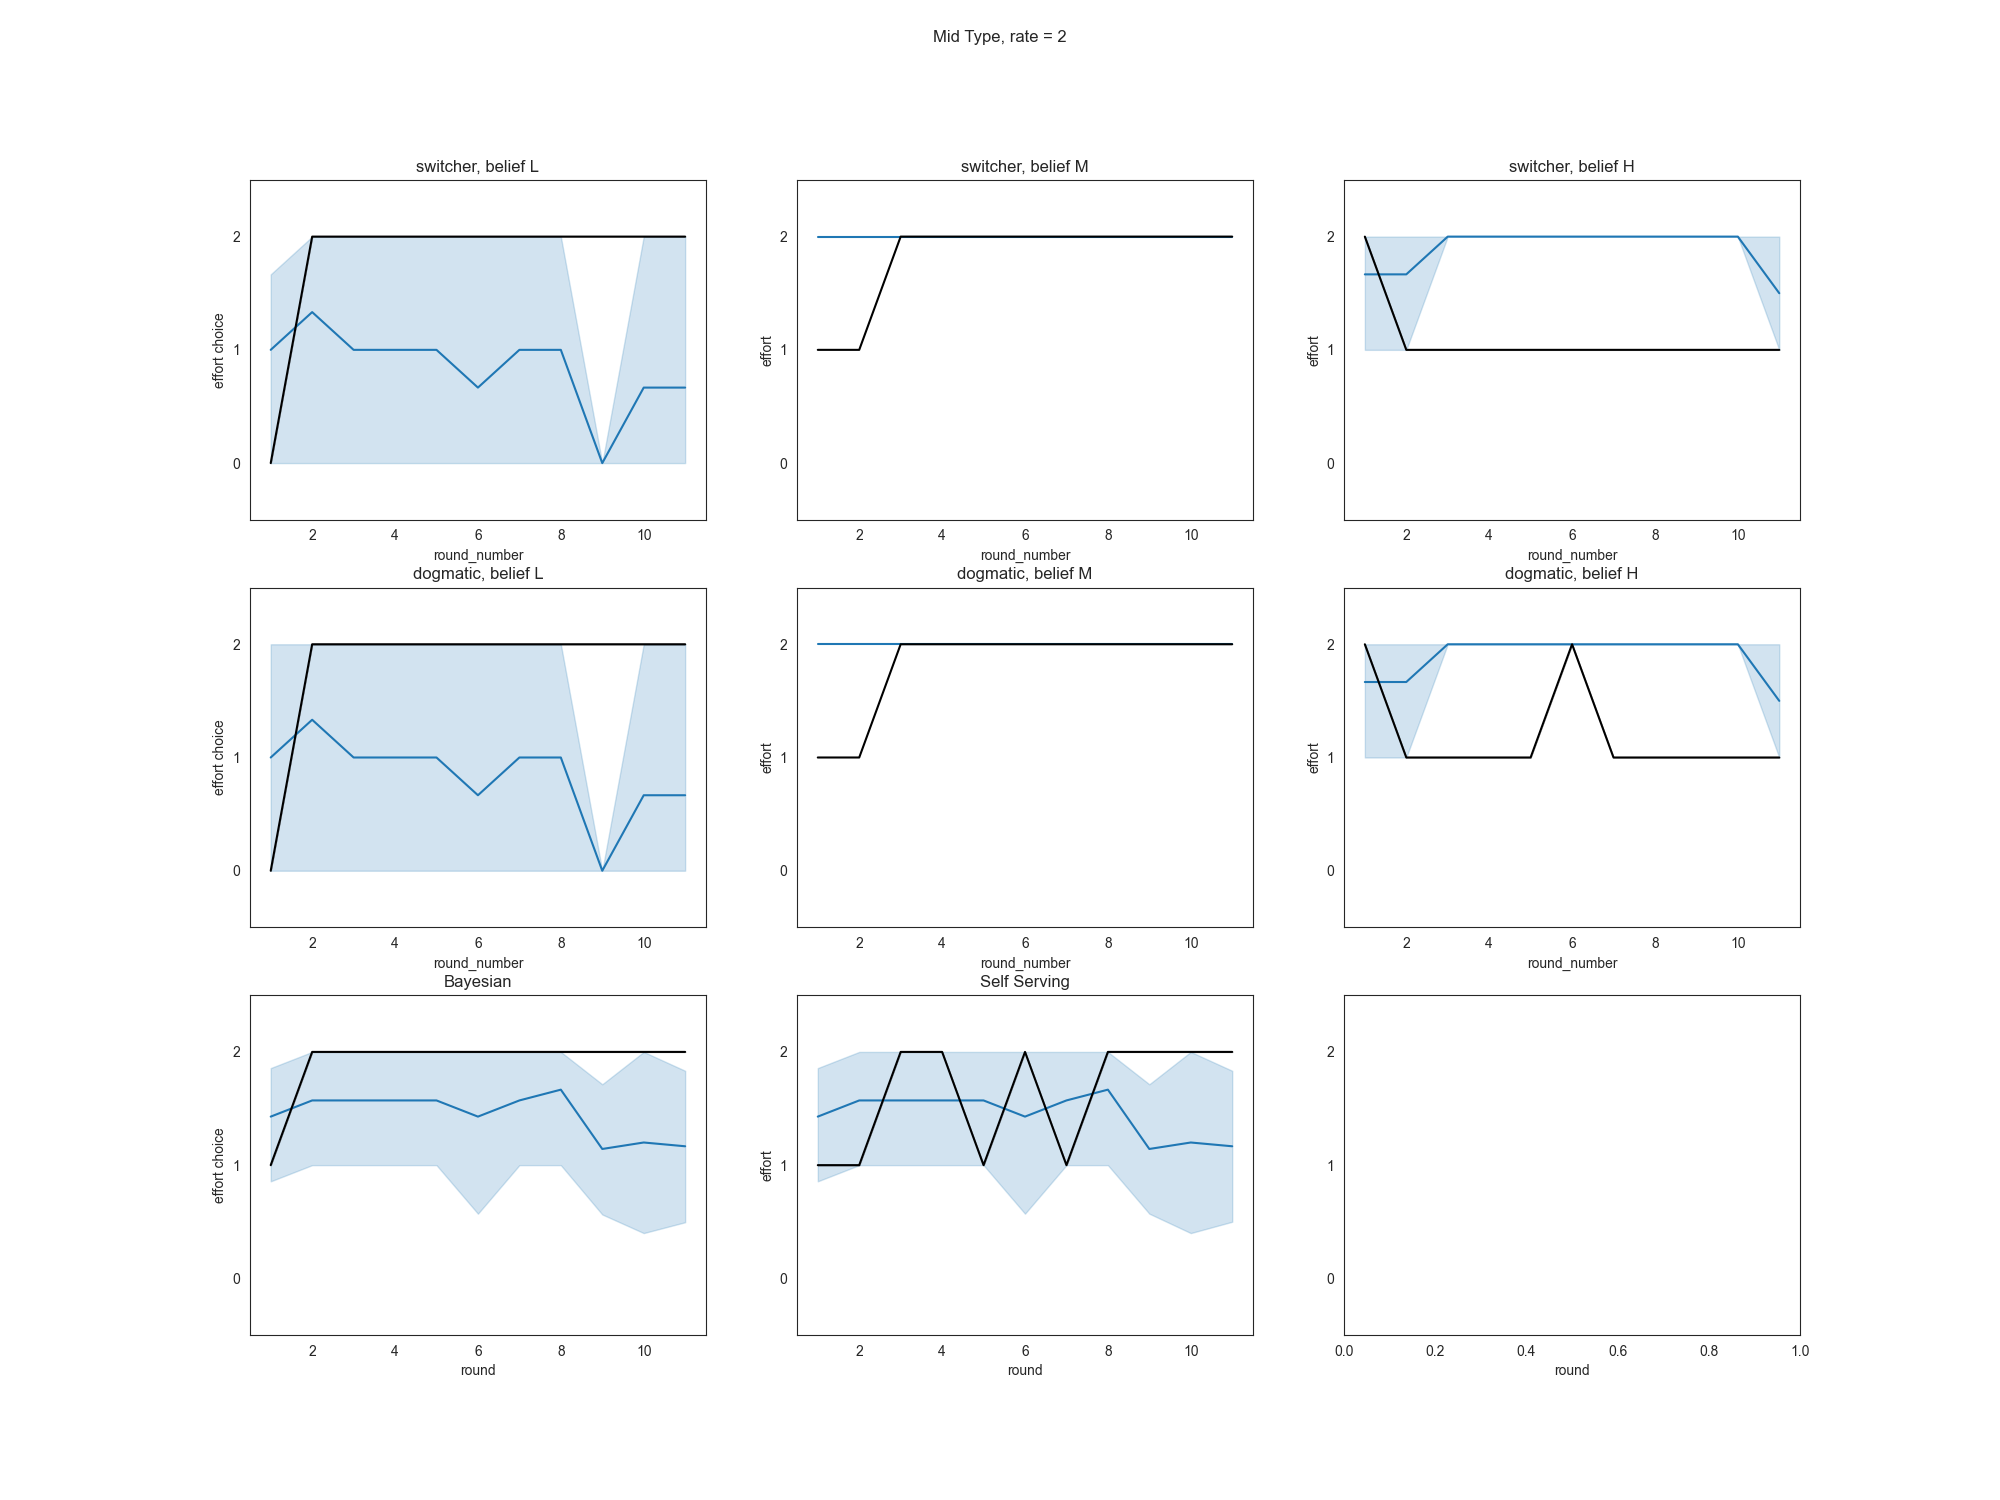 Mid Type, rate = 2
switcher, belief L
switcher, belief M
switcher, belief H
effort choice
2
1
0
effort
2
1
0
effort
2
1
0
2 4 6 8 10
2 4 6 8 10
2 4 6 8 10
round_number
round_number
round_number
dogmatic, belief L
dogmatic, belief M
dogmatic, belief H
effort choice
2
1
0
effort
2
1
0
effort
2
1
0
2 4 6 8 10
2 4 6 8 10
2 4 6 8 10
round_number
round_number
round_number
Bayesian
Self Serving
effort choice
2
1
0
effort
2
1
0
2
1
0
2 4 6 8 10
2 4 6 8 10
0.0 0.2 0.4 0.6 0.8 1.0
round
round
round